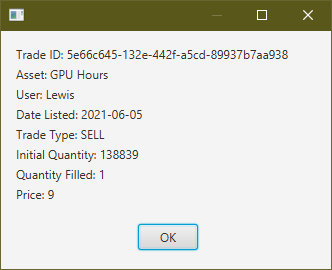 Trade ID: 5e66c645-132e-442f-a5cd-89937b7aa938
Asset: GPU Hours
User: Lewis
Date Listed: 2021-06-05
Trade Type: SELL
Initial Quantity: 138839
Quantity Filled: 1
Price: 9
OK